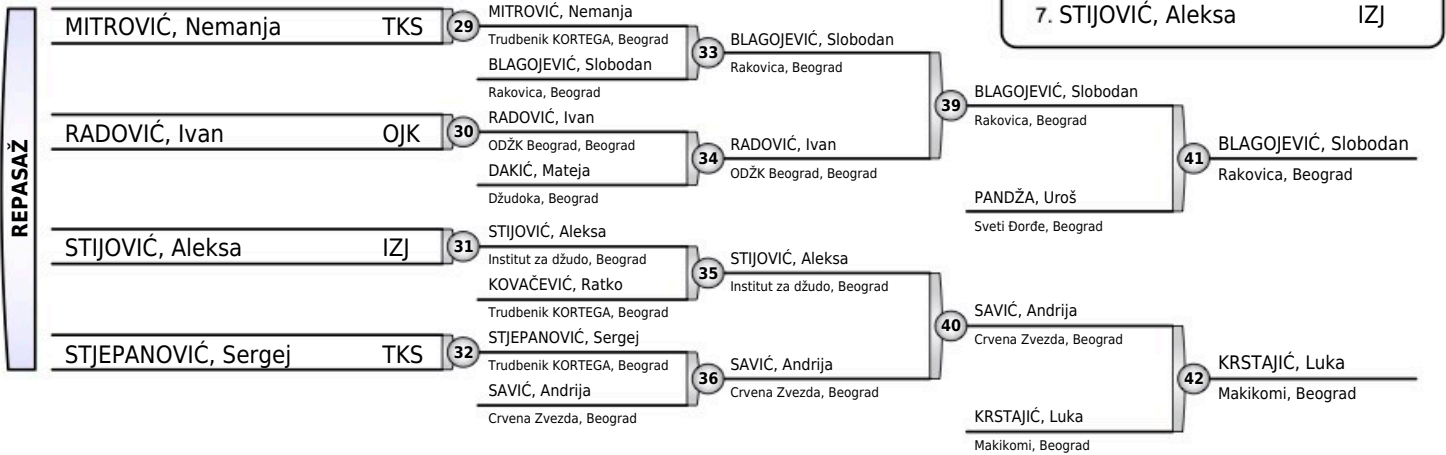 REPASAŽ
MITROVIĆ, Nemanja TKS
RADOVIĆ, Ivan OJK
STIJOVIĆ, Aleksa IZJ
STJEPANOVIĆ, Sergej TKS
29
30
31
32
MITROVIĆ, Nemanja
Trudbenik KORTEGA, Beograd
BLAGOJEVIĆ, Slobodan
Rakovica, Beograd
RADOVIĆ, Ivan
ODŽK Beograd, Beograd
DAKIĆ, Mateja
Džudoka, Beograd
STIJOVIĆ, Aleksa
Institut za džudo, Beograd
KOVAČEVIĆ, Ratko
Trudbenik KORTEGA, Beograd
STJEPANOVIĆ, Sergej
Trudbenik KORTEGA, Beograd
SAVIĆ, Andrija
Crvena Zvezda, Beograd
33
34
35
36
BLAGOJEVIĆ, Slobodan
Rakovica, Beograd
RADOVIĆ, Ivan
ODŽK Beograd, Beograd
STIJOVIĆ, Aleksa
Institut za džudo, Beograd
SAVIĆ, Andrija
Crvena Zvezda, Beograd
39
40
BLAGOJEVIĆ, Slobodan
Rakovica, Beograd
PANDŽA, Uroš
Sveti Đorđe, Beograd
SAVIĆ, Andrija
Crvena Zvezda, Beograd
KRSTAJIĆ, Luka
Makikomi, Beograd
41
42
BLAGOJEVIĆ, Slobodan
Rakovica, Beograd
KRSTAJIĆ, Luka
Makikomi, Beograd
7. STIJOVIĆ, Aleksa IZJ